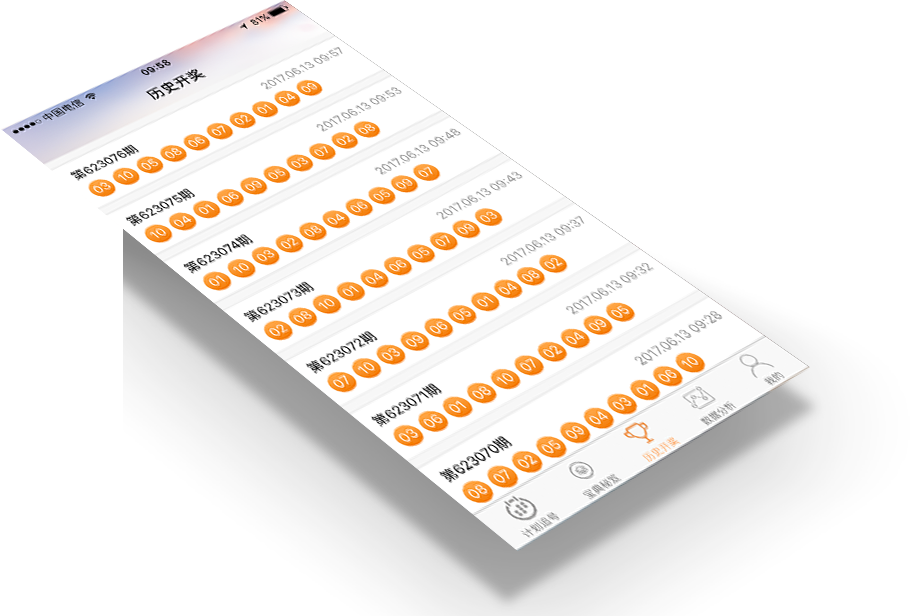 中国电信 09:58 81%
历史开奖
第623076期 2017.06.13 09:57
03 10 05 08 06 07 02 01 04 09
第623075期 2017.06.13 09:53
10 04 01 06 09 05 03 07 02 08
第623074期 2017.06.13 09:48
01 10 03 02 08 04 06 05 09 07
第623073期 2017.06.13 09:43
02 08 10 01 04 06 05 07 09 03
第623072期 2017.06.13 09:37
07 10 03 09 06 05 01 04 08 02
第623071期 2017.06.13 09:32
03 06 01 08 10 07 02 04 09 05
第623070期 2017.06.13 09:28
08 07 02 05 09 04 03 01 06 10
计划追号 宝典秘笈 历史开奖 数据分析 我的